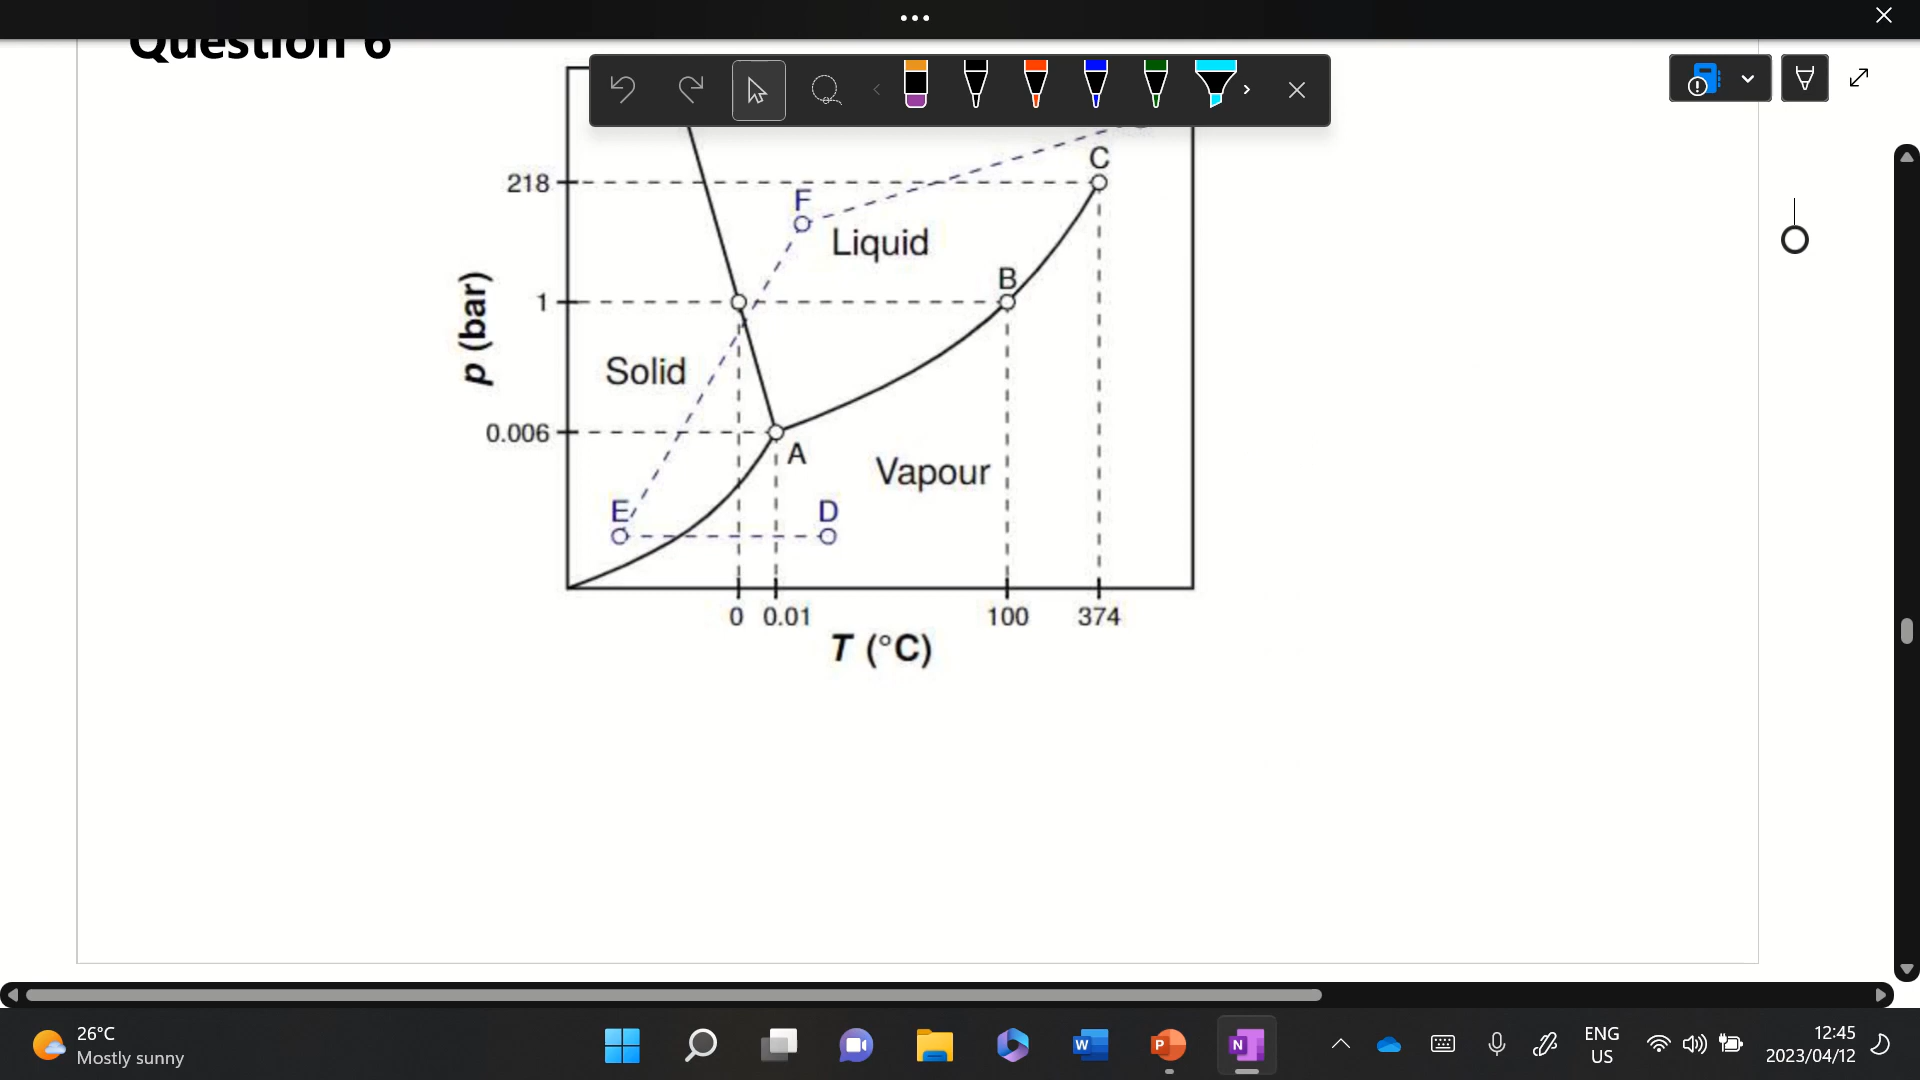 Question 6
C
218
F
Liquid
B
1
p (bar)
Solid
0.006
A
Vapour
E
D
0 0.01 100 374
T (°C)
26°C
Mostly sunny
W
P
N
ENG
US
12:45
2023/04/12